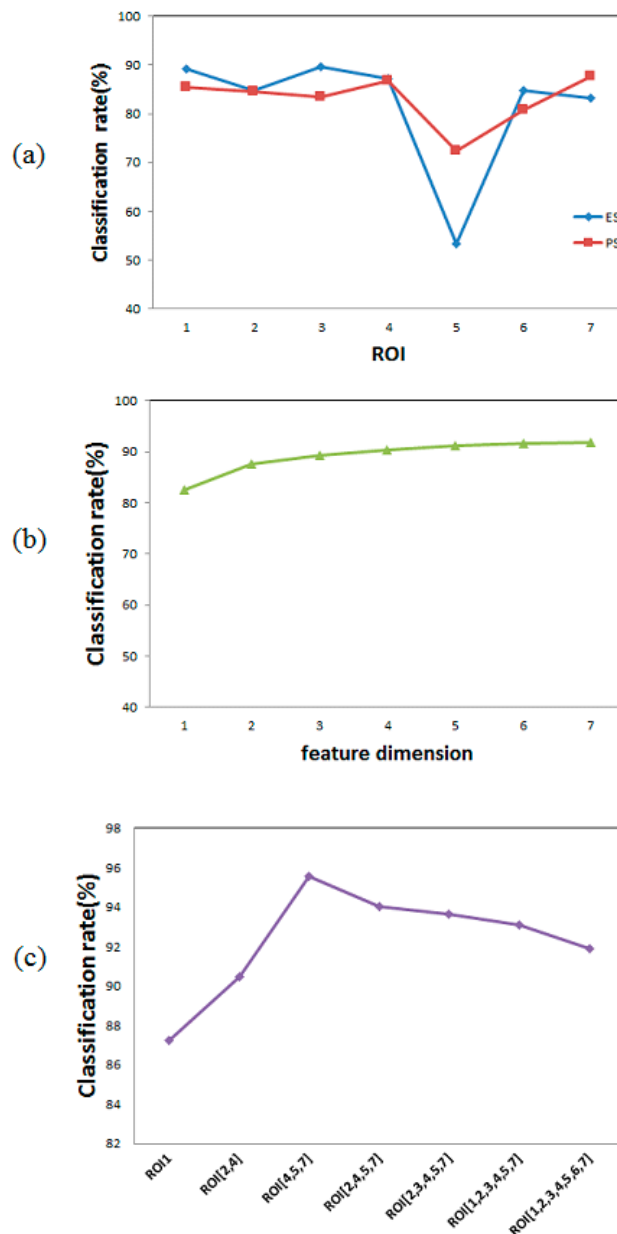 (a)
Classification rate(%)
100
90
80
70
60
50
40
1 2 3 4 5 6 7
ROI
ES
PS
(b)
Classification rate(%)
100
90
80
70
60
50
40
1 2 3 4 5 6 7
feature dimension
(c)
Classification rate(%)
98
96
94
92
90
88
86
84
82
ROI1
ROI[2,4]
ROI[4,5,7]
ROI[2,4,5,7]
ROI[2,3,4,5,7]
ROI[1,2,3,4,5,7]
ROI[1,2,3,4,5,6,7]